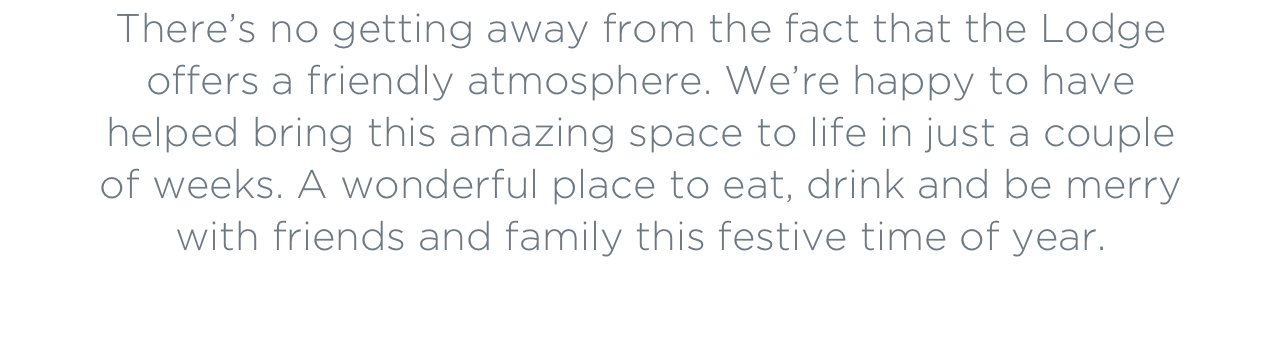 There’s no getting away from the fact that the Lodge
offers a friendly atmosphere. We’re happy to have
helped bring this amazing space to life in just a couple
of weeks. A wonderful place to eat, drink and be merry
with friends and family this festive time of year.